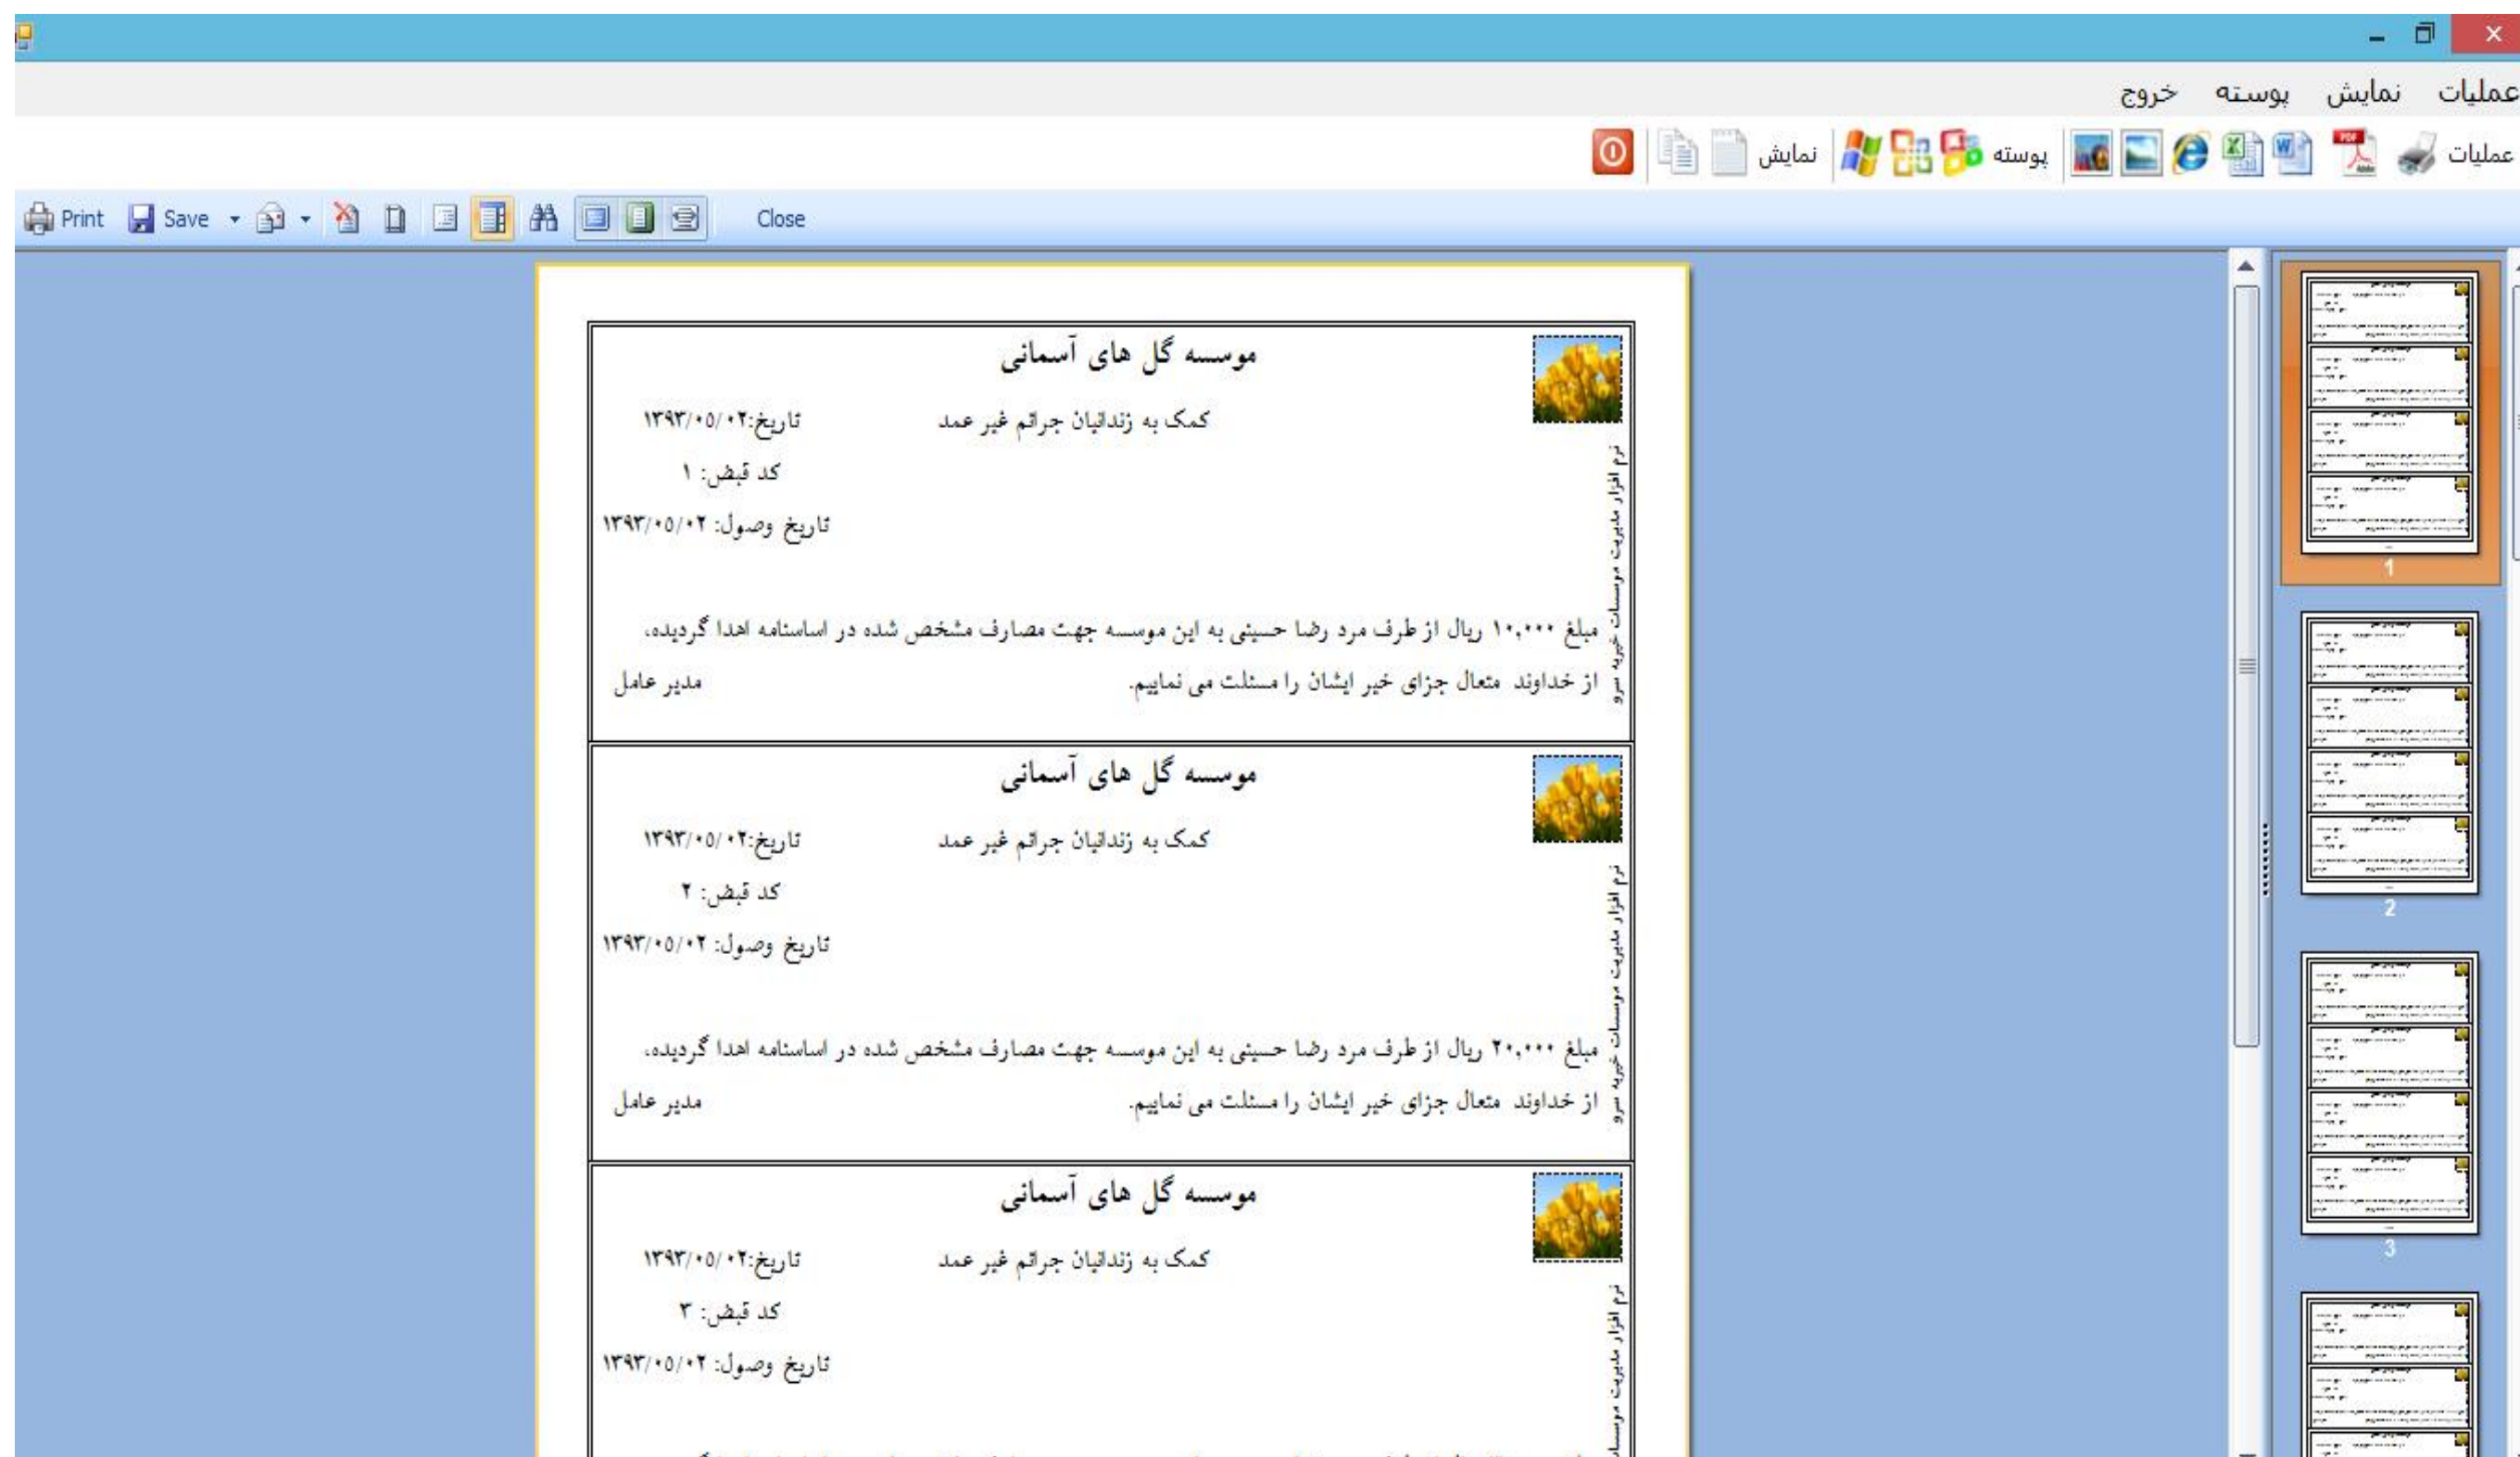 عملیات نمایش پوسته خروج
عملیات پوسته نمایش
Print Save Close
موسسه گل های آسمانی
کمک به زندانیان جرائم غیر عمد تاریخ:۱۳۹۳/۰۵/۰۲
کد قبض: ۱
تاریخ وصول: ۱۳۹۳/۰۵/۰۲
نرم افزار مدیریت موسسات خیریه سرو
مبلغ ۱۰,۰۰۰ ریال از طرف مرد رضا حسینی به این موسسه جهت مصارف مشخص شده در اساسنامه اهدا گردیده،
از خداوند متعال جزای خیر ایشان را مسئلت می نماییم. مدیر عامل
موسسه گل های آسمانی
کمک به زندانیان جرائم غیر عمد تاریخ:۱۳۹۳/۰۵/۰۲
کد قبض: ۲
تاریخ وصول: ۱۳۹۳/۰۵/۰۲
نرم افزار مدیریت موسسات خیریه سرو
مبلغ ۲۰,۰۰۰ ریال از طرف مرد رضا حسینی به این موسسه جهت مصارف مشخص شده در اساسنامه اهدا گردیده،
از خداوند متعال جزای خیر ایشان را مسئلت می نماییم. مدیر عامل
موسسه گل های آسمانی
کمک به زندانیان جرائم غیر عمد تاریخ:۱۳۹۳/۰۵/۰۲
کد قبض: ۳
تاریخ وصول: ۱۳۹۳/۰۵/۰۲
نرم افزار مدیریت
1
2
3